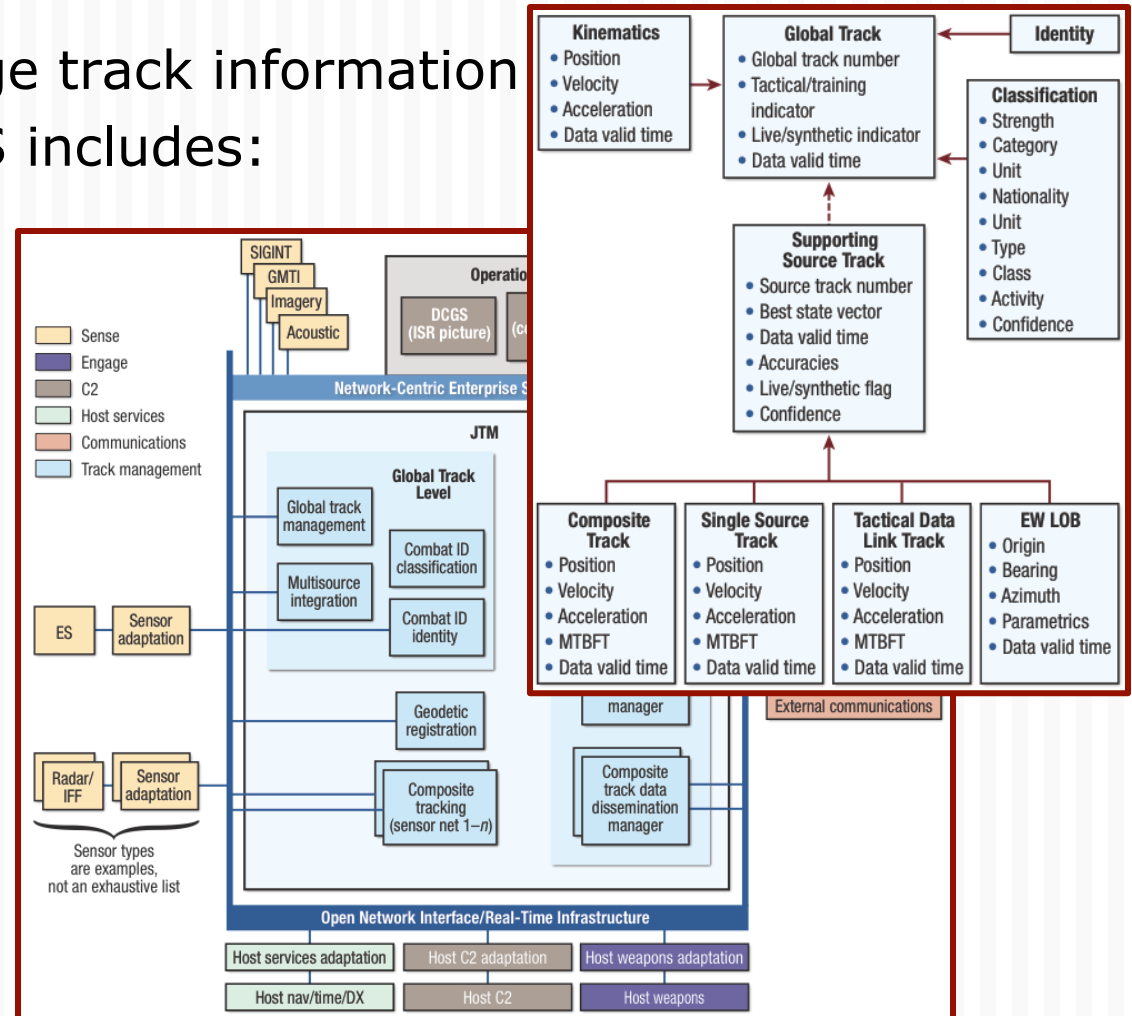 ge track information
S includes:
Kinematics
• Position
• Velocity
• Acceleration
• Data valid time
Global Track
• Global track number
• Tactical/training
indicator
• Live/synthetic indicator
• Data valid time
Identity
Classification
• Strength
• Category
• Unit
• Nationality
• Unit
• Type
• Class
• Activity
• Confidence
Supporting
Source Track
• Source track number
• Best state vector
• Data valid time
• Accuracies
• Live/synthetic flag
• Confidence
Composite
Track
• Position
• Velocity
• Acceleration
• MTBFT
• Data valid time
Single Source
Track
• Position
• Velocity
• Acceleration
• MTBFT
• Data valid time
Tactical Data
Link Track
• Position
• Velocity
• Acceleration
• MTBFT
• Data valid time
EW LOB
• Origin
• Bearing
• Azimuth
• Parametrics
• Data valid time
SIGINT
GMTI
Imagery
Acoustic
Sense
Engage
C2
Host services
Communications
Track management
Operatio
DCGS
(ISR picture)
(co
Network-Centric Enterprise S
JTM
Global Track
Level
Global track
management
Combat ID
classification
Multisource
integration
Combat ID
identity
ES
Sensor
adaptation
Geodetic
registration
manager
External communications
Radar/
IFF
Sensor
adaptation
Composite
tracking
(sensor net 1–n)
Composite
track data
dissemination
manager
Sensor types
are examples,
not an exhaustive list
Open Network Interface/Real-Time Infrastructure
Host services adaptation
Host C2 adaptation
Host weapons adaptation
Host nav/time/DX
Host C2
Host weapons